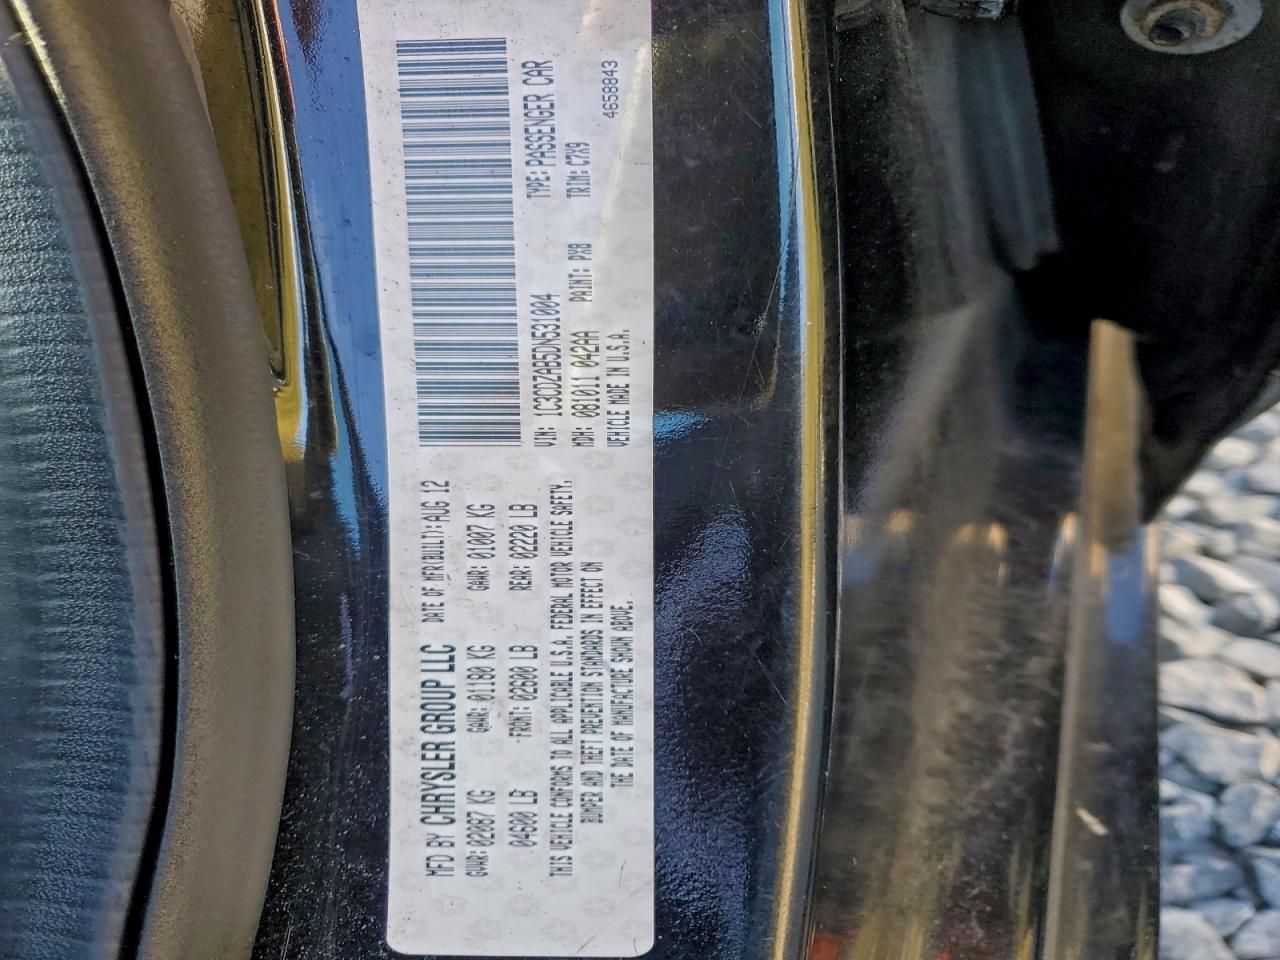 MFD BY CHRYSLER GROUP LLC DATE OF MFR(BUILT):AUG 12
GVWR:02087 KG GAWR: 01180 KG GAWR: 01007 KG
04600 LB FRONT: 02600 LB REAR: 02220 LB
THIS VEHICLE CONFORMS TO ALL APPLICABLE U.S.A. FEDERAL MOTOR VEHICLE SAFETY,
BUMPER AND THEFT PREVENTION STANDARDS IN EFFECT ON
THE DATE OF MANUFACTURE SHOWN ABOVE.
VIN: 1C3CDZAB5DN531004 TYPE:PASSENGER CAR
MDH: 081011 042AA PAINT: PX8 TRIM: C7X9
VEHICLE MADE IN U.S.A. 4658843